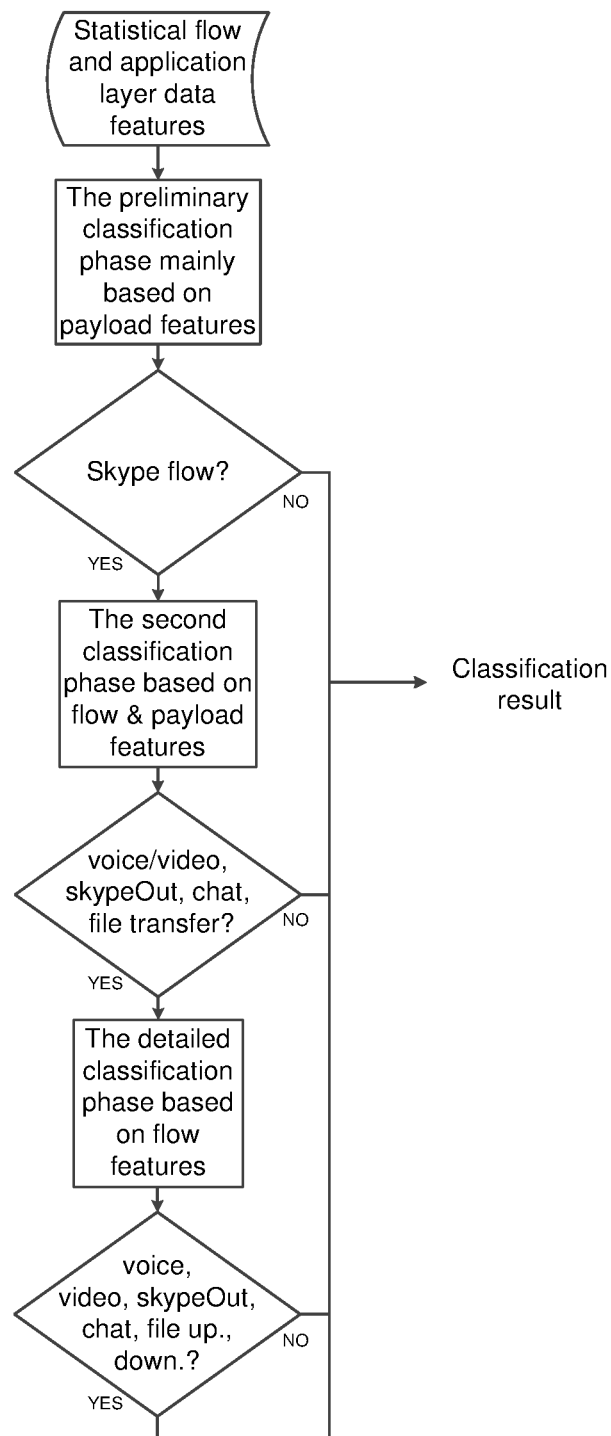 Statistical flow
and application
layer data
features
The preliminary
classification
phase mainly
based on
payload features
Skype flow?
NO
YES
The second
classification
phase based on
flow & payload
features
Classification
result
voice/video,
skypeOut, chat,
file transfer?
NO
YES
The detailed
classification
phase based
on flow
features
voice,
video, skypeOut,
chat, file up.,
down.?
NO
YES